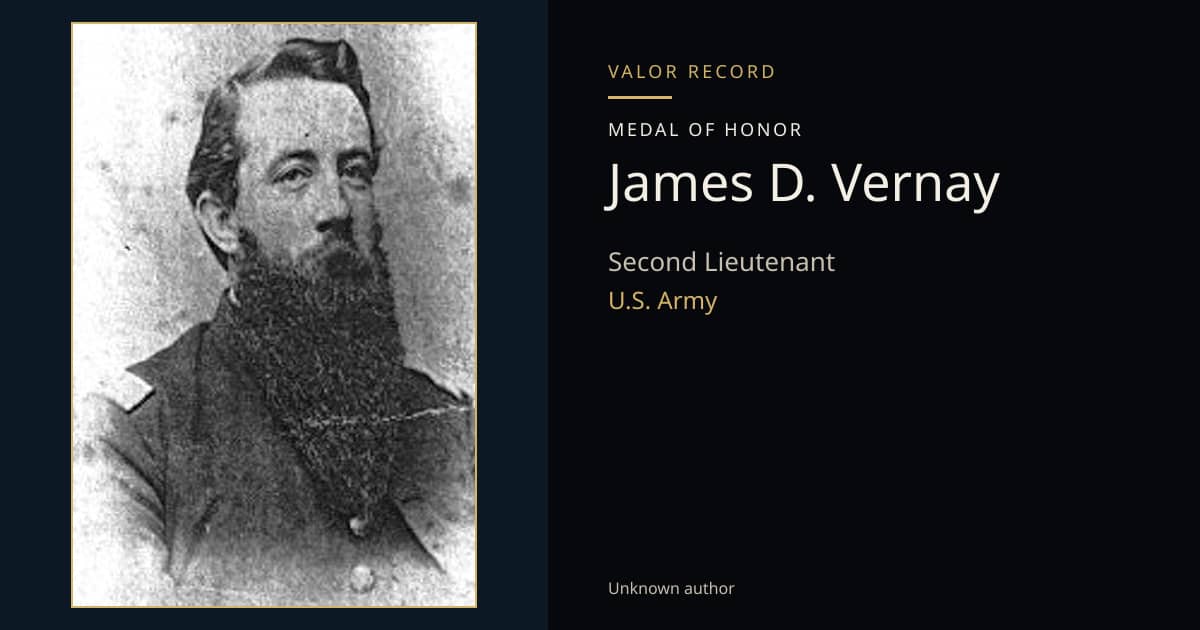 VALOR RECORD
MEDAL OF HONOR
James D. Vernay
Second Lieutenant
U.S. Army
Unknown author